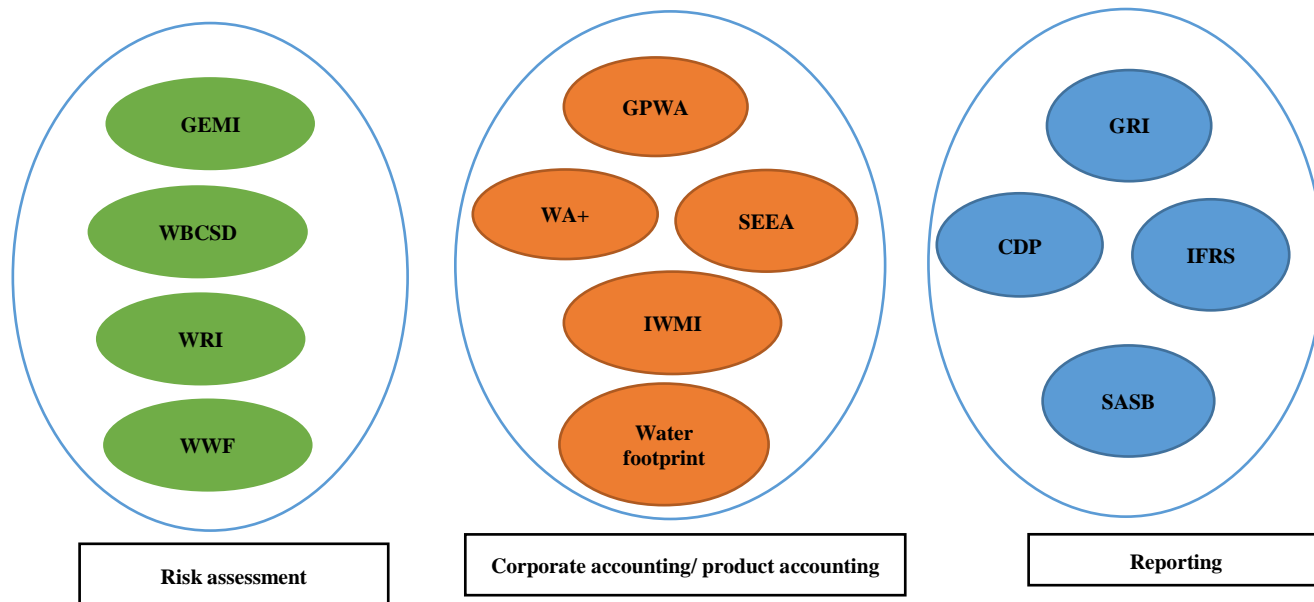 GEMI
WBCSD
WRI
WWF
Risk assessment
GPWA
WA+
SEEA
IWMI
Water
footprint
Corporate accounting/ product accounting
GRI
CDP
IFRS
SASB
Reporting